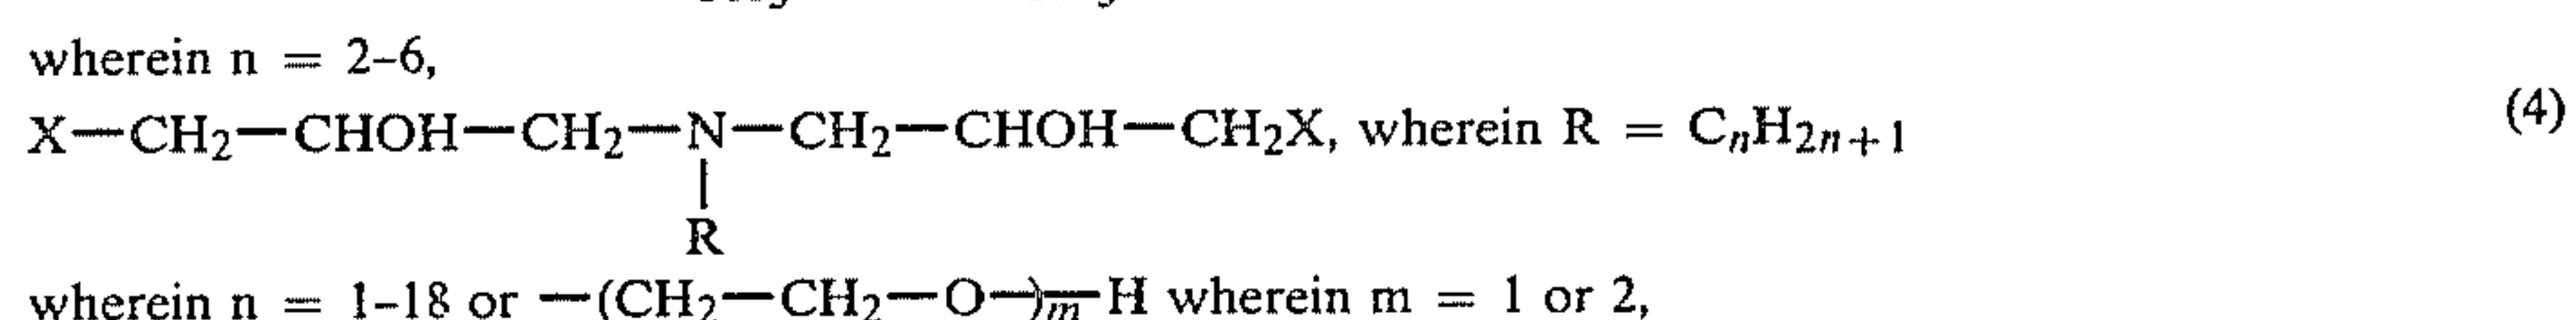 wherein n = 2–6,
X—CH₂—CHOH—CH₂—N—CH₂—CHOH—CH₂X, wherein R = CₙH₂ₙ₊₁ (4)
|
R
wherein n = 1–18 or —(CH₂—CH₂—O—)ₘ—H wherein m = 1 or 2,